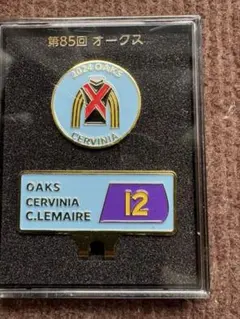 第85回 オークス
2024 OAKS
CERVINIA
OAKS
CERVINIA
C.LEMAIRE
12